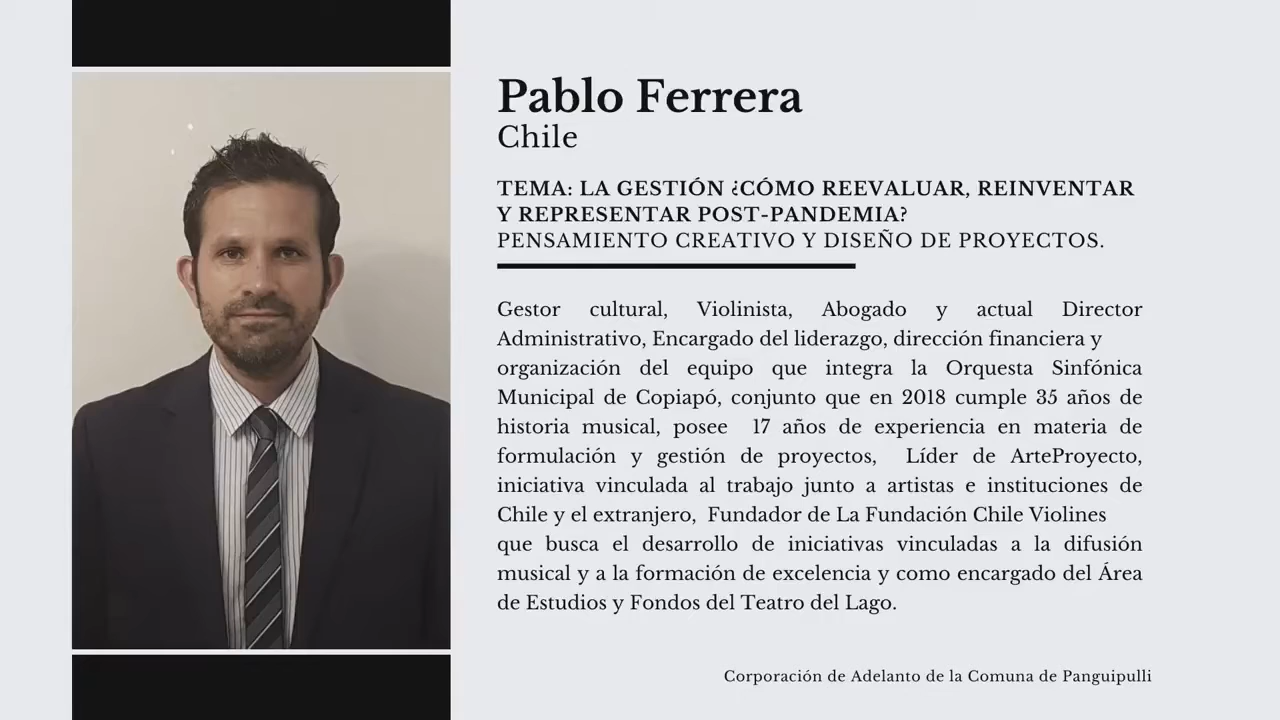 Pablo Ferrera
Chile
TEMA: LA GESTIÓN ¿CÓMO REEVALUAR, REINVENTAR
Y REPRESENTAR POST-PANDEMIA?
PENSAMIENTO CREATIVO Y DISEÑO DE PROYECTOS.
Gestor cultural, Violinista, Abogado y actual Director
Administrativo, Encargado del liderazgo, dirección financiera y
organización del equipo que integra la Orquesta Sinfónica
Municipal de Copiapó, conjunto que en 2018 cumple 35 años de
historia musical, posee 17 años de experiencia en materia de
formulación y gestión de proyectos, Líder de ArteProyecto,
iniciativa vinculada al trabajo junto a artistas e instituciones de
Chile y el extranjero, Fundador de La Fundación Chile Violines
que busca el desarrollo de iniciativas vinculadas a la difusión
musical y a la formación de excelencia y como encargado del Área
de Estudios y Fondos del Teatro del Lago.
Corporación de Adelanto de la Comuna de Panguipulli